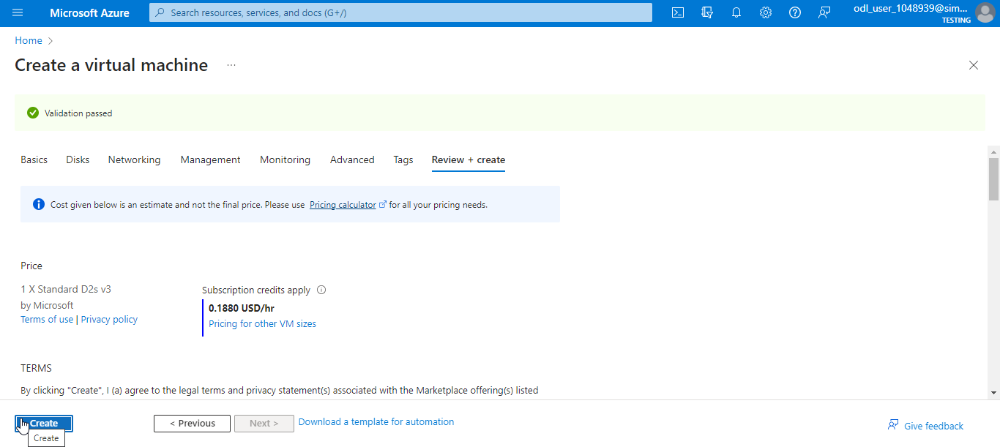 Microsoft Azure
Search resources, services, and docs (G+/)
odl_user_1048939@sim...
TESTING
Home
Create a virtual machine
Validation passed
Basics Disks Networking Management Monitoring Advanced Tags Review + create
Cost given below is an estimate and not the final price. Please use Pricing calculator for all your pricing needs.
Price
1 X Standard D2s v3
by Microsoft
Terms of use | Privacy policy
Subscription credits apply
0.1880 USD/hr
Pricing for other VM sizes
TERMS
By clicking "Create", I (a) agree to the legal terms and privacy statement(s) associated with the Marketplace offering(s) listed
Create
< Previous
Next >
Download a template for automation
Give feedback
Create